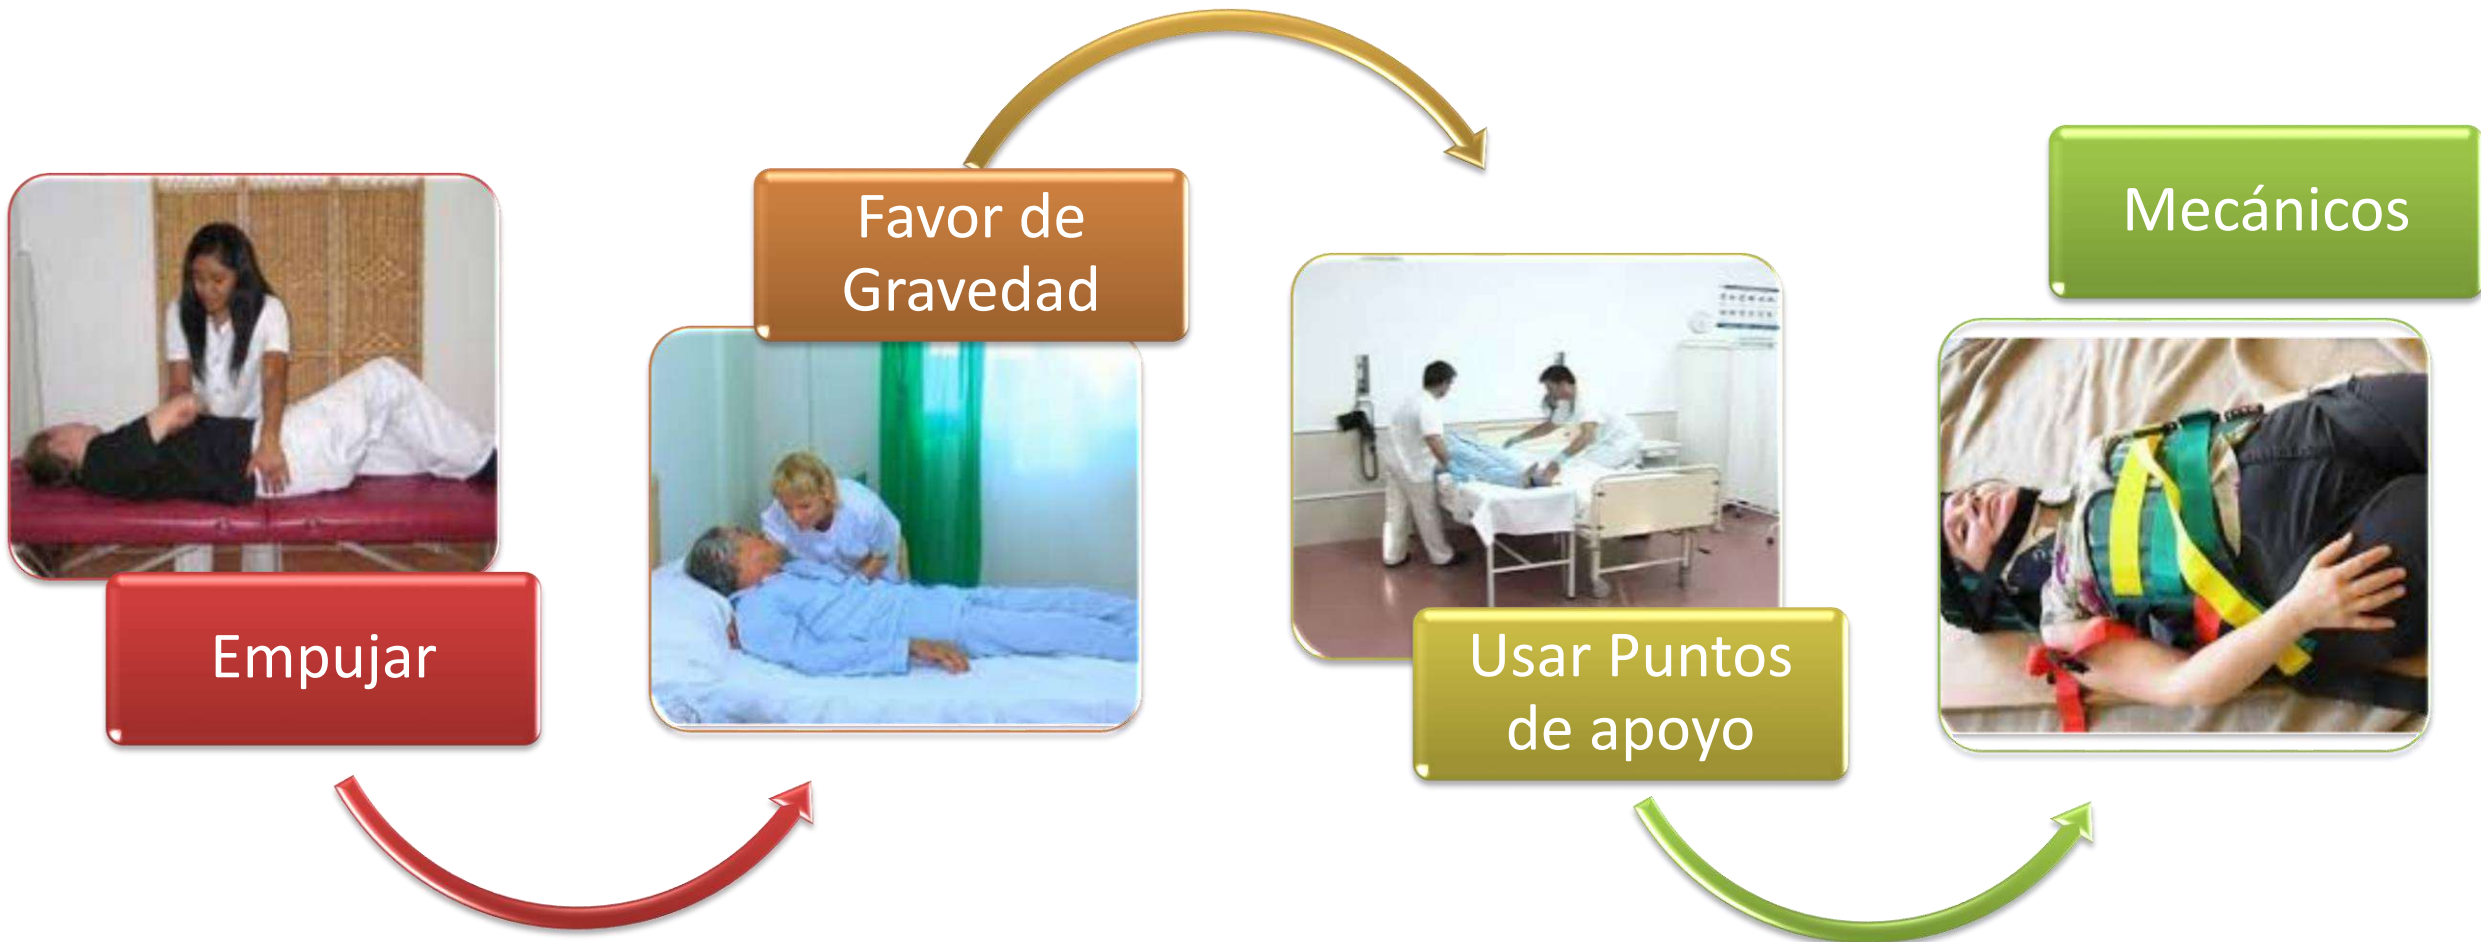 Empujar
Favor de
Gravedad
Usar Puntos
de apoyo
Mecánicos